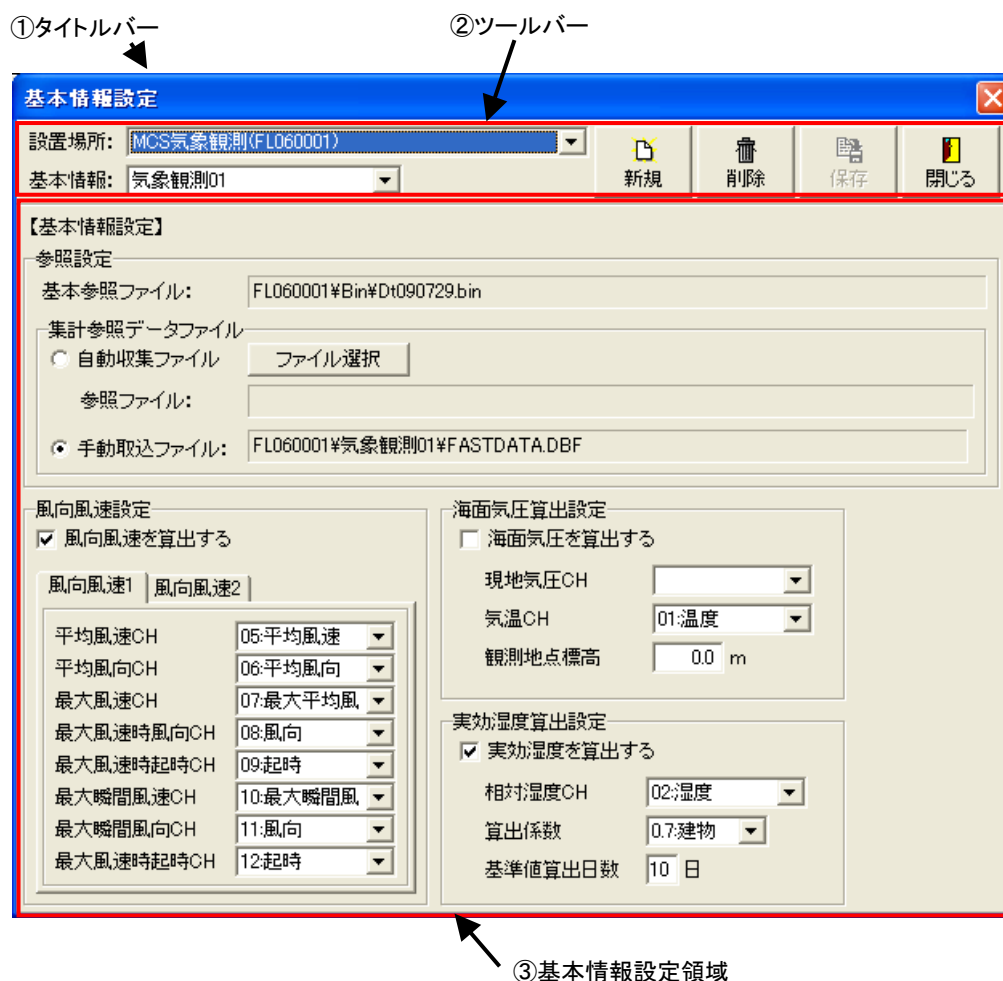 ①タイトルバー
②ツールバー
基本情報設定
設置場所: MCS気象観測(FL060001)
基本情報: 気象観測01
新規
削除
保存
閉じる
【基本情報設定】
参照設定
基本参照ファイル: FL060001¥Bin¥Dt090729.bin
集計参照データファイル
自動収集ファイル ファイル選択
参照ファイル:
手動取込ファイル: FL060001¥気象観測01¥FASTDATA.DBF
風向風速設定
風向風速を算出する
風向風速1 風向風速2
平均風速CH 05:平均風速
平均風向CH 06:平均風向
最大風速CH 07:最大平均風
最大風速時風向CH 08:風向
最大風速時起時CH 09:起時
最大瞬間風速CH 10:最大瞬間風
最大瞬間風向CH 11:風向
最大風速時起時CH 12:起時
海面気圧算出設定
海面気圧を算出する
現地気圧CH
気温CH 01:温度
観測地点標高 0.0 m
実効湿度算出設定
実効湿度を算出する
相対湿度CH 02:湿度
算出係数 0.7:建物
基準値算出日数 10 日
③基本情報設定領域